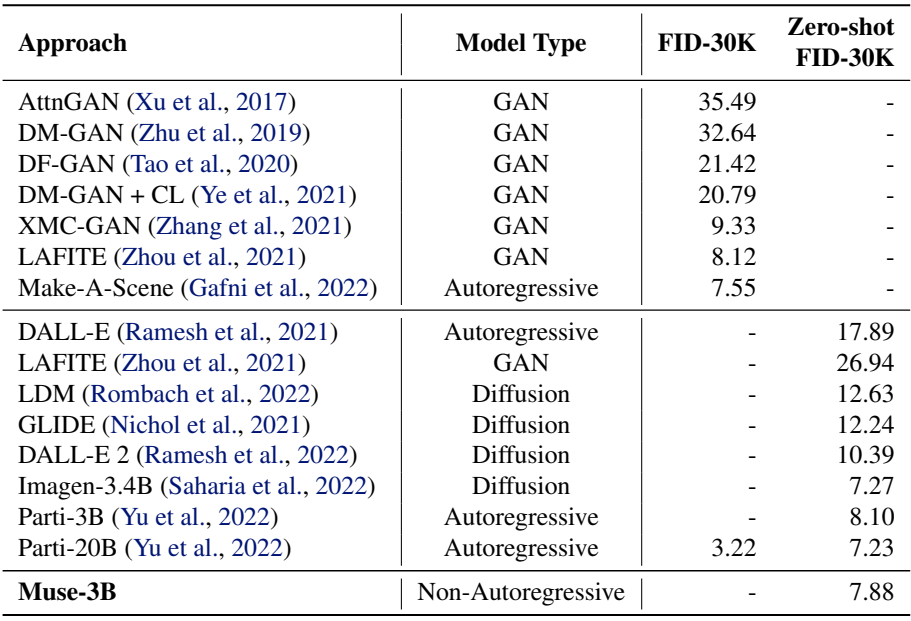 Approach Model Type FID-30K Zero-shot FID-30K
AttnGAN (Xu et al., 2017) GAN 35.49 -
DM-GAN (Zhu et al., 2019) GAN 32.64 -
DF-GAN (Tao et al., 2020) GAN 21.42 -
DM-GAN + CL (Ye et al., 2021) GAN 20.79 -
XMC-GAN (Zhang et al., 2021) GAN 9.33 -
LAFITE (Zhou et al., 2021) GAN 8.12 -
Make-A-Scene (Gafni et al., 2022) Autoregressive 7.55 -
DALL-E (Ramesh et al., 2021) Autoregressive - 17.89
LAFITE (Zhou et al., 2021) GAN - 26.94
LDM (Rombach et al., 2022) Diffusion - 12.63
GLIDE (Nichol et al., 2021) Diffusion - 12.24
DALL-E 2 (Ramesh et al., 2022) Diffusion - 10.39
Imagen-3.4B (Saharia et al., 2022) Diffusion - 7.27
Parti-3B (Yu et al., 2022) Autoregressive - 8.10
Parti-20B (Yu et al., 2022) Autoregressive 3.22 7.23
Muse-3B Non-Autoregressive - 7.88